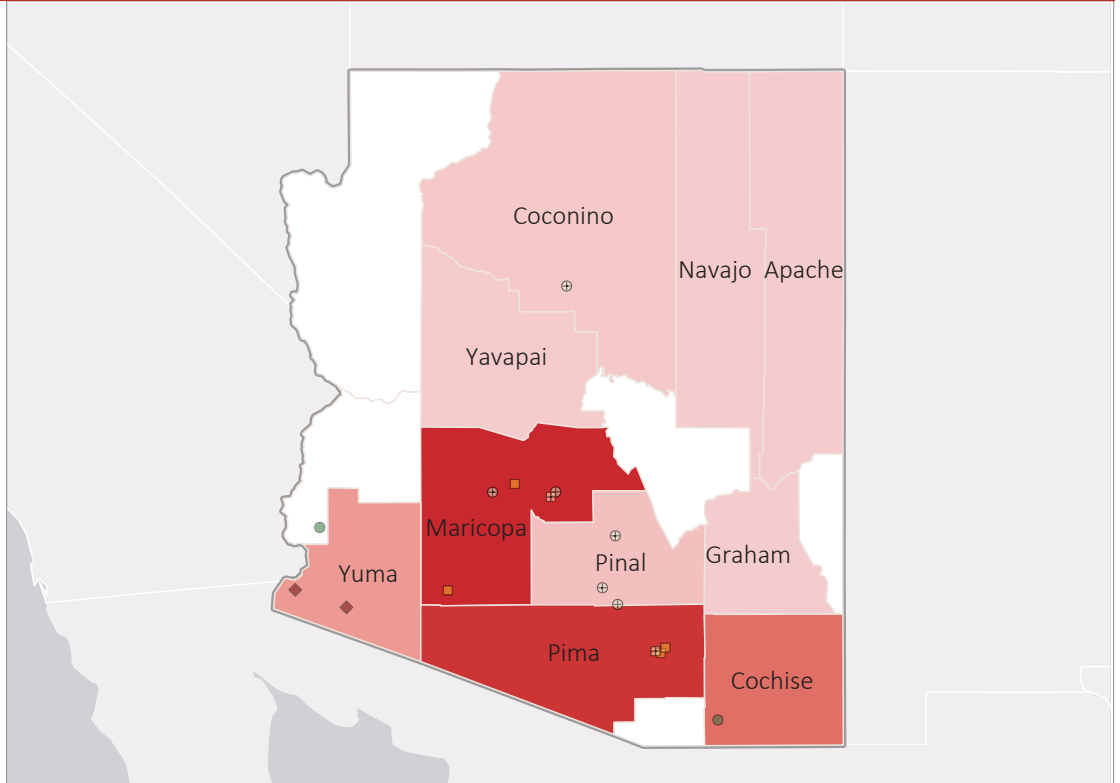 Coconino
Navajo
Apache
Yavapai
Maricopa
Pinal
Graham
Yuma
Pima
Cochise